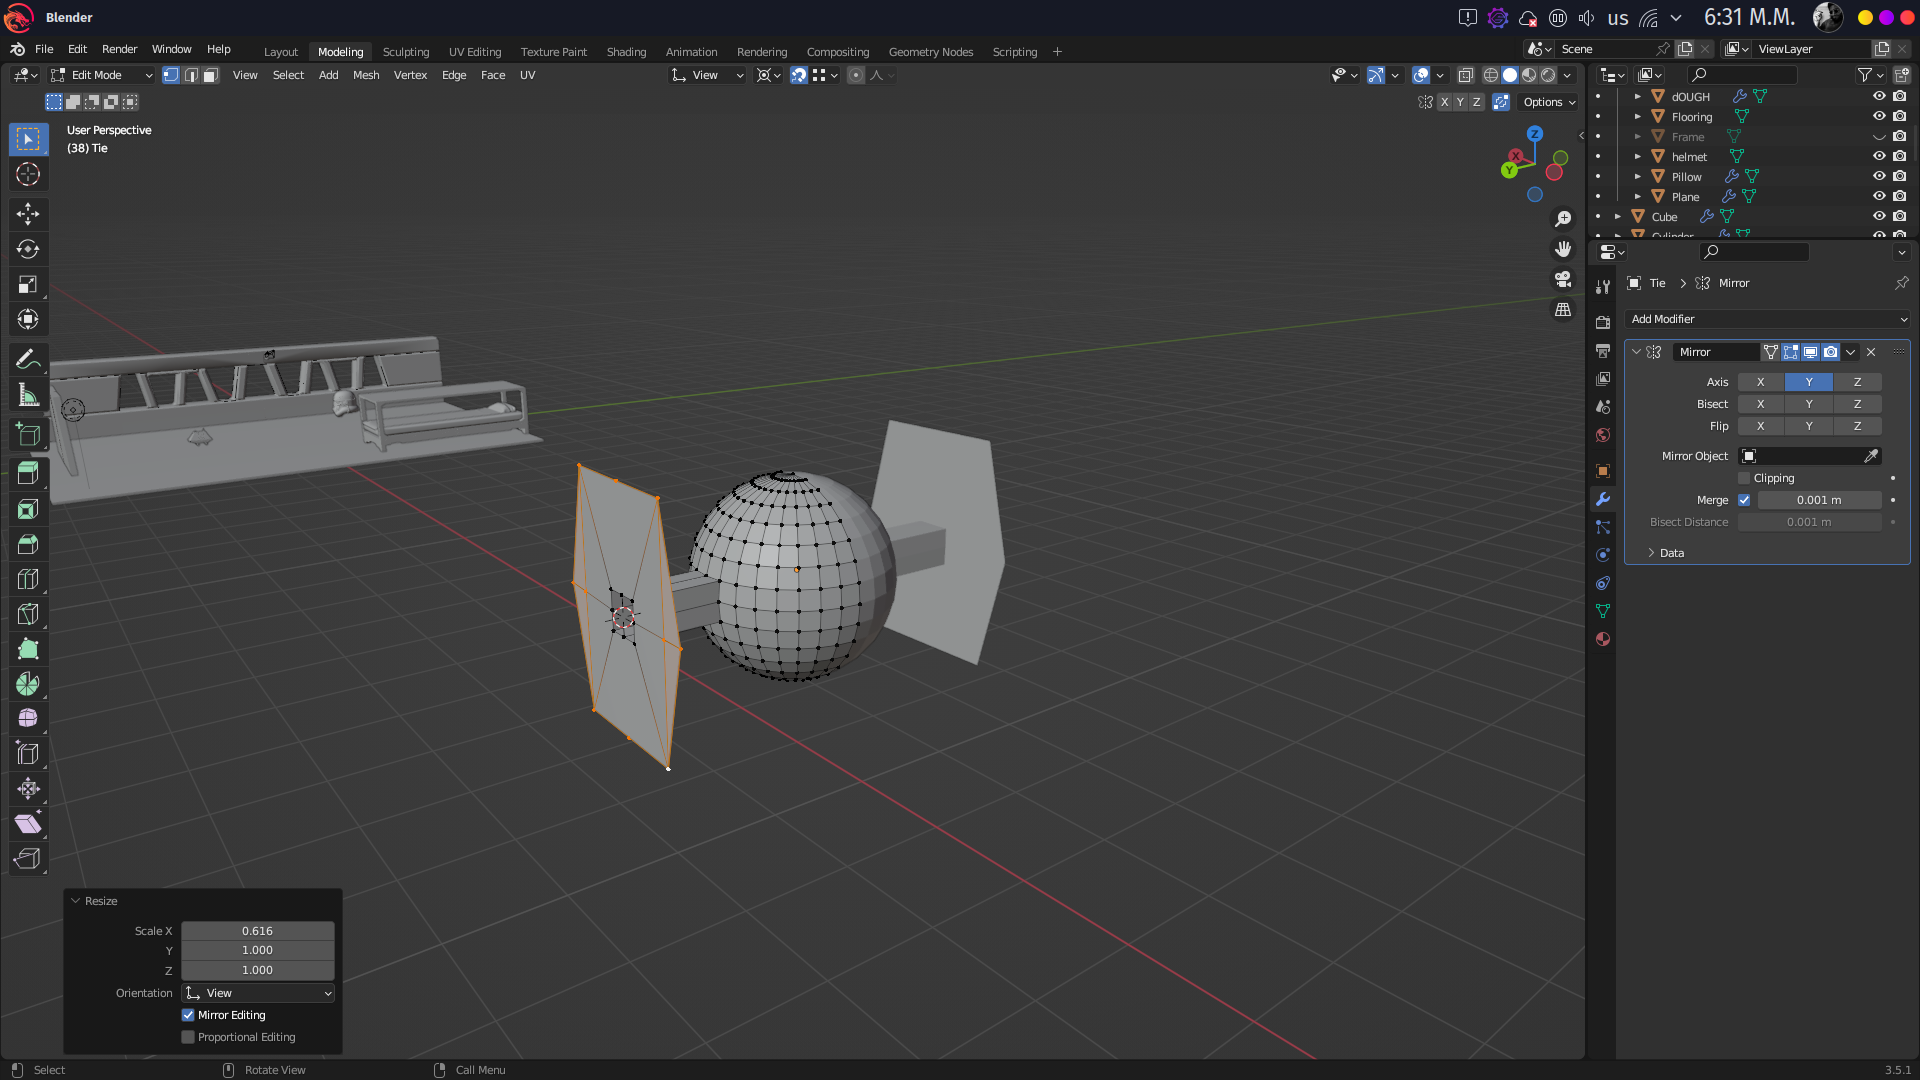 Blender
us
6:31 M.M.
File Edit Render Window Help
Layout Modeling Sculpting UV Editing Texture Paint Shading Animation Rendering Compositing Geometry Nodes Scripting +
Scene
ViewLayer
Edit Mode
View Select Add Mesh Vertex Edge Face UV
View
X Y Z
Options
User Perspective
(38) Tie
Z
X
Y
dOUGH
Flooring
Frame
helmet
Pillow
Plane
Cube
Cylinder
Tie > Mirror
Add Modifier
Mirror
Axis X Y Z
Bisect X Y Z
Flip X Y Z
Mirror Object
Clipping
Merge 0.001 m
Bisect Distance 0.001 m
Data
Resize
Scale X 0.616
Y 1.000
Z 1.000
Orientation View
Mirror Editing
Proportional Editing
Select
Rotate View
Call Menu
3.5.1